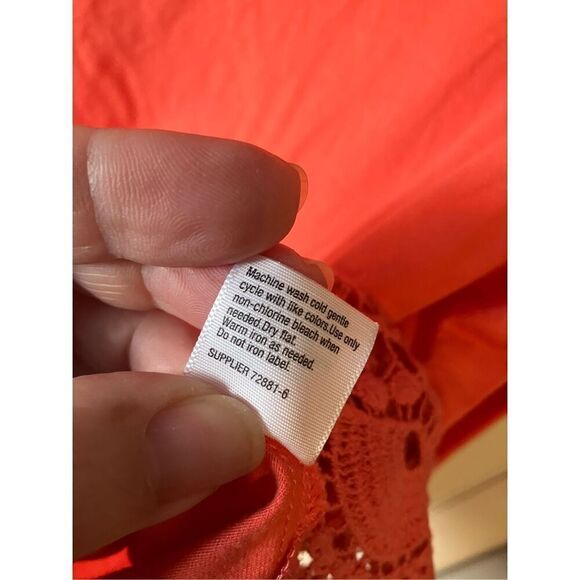 Machine wash cold gentle
cycle with like colors.Use only
non-chlorine bleach when
needed.Dry flat.
Warm iron as needed.
Do not iron label.
SUPPLIER 72881-6